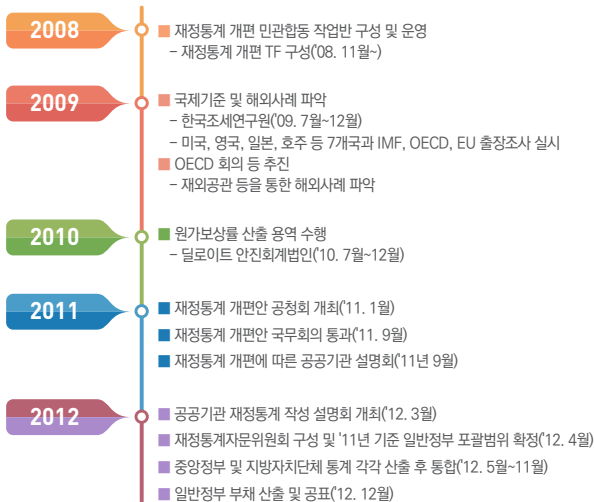 2008
■ 재정통계 개편 민관합동 작업반 구성 및 운영
- 재정통계 개편 TF 구성('08. 11월~)
2009
■ 국제기준 및 해외사례 파악
- 한국조세연구원('09. 7월~12월)
- 미국, 영국, 일본, 호주 등 7개국과 IMF, OECD, EU 출장조사 실시
■ OECD 회의 등 추진
- 재외공관 등을 통한 해외사례 파악
2010
■ 원가보상률 산출 용역 수행
- 딜로이트 안진회계법인('10. 7월~12월)
2011
■ 재정통계 개편안 공청회 개최('11. 1월)
■ 재정통계 개편안 국무회의 통과('11. 9월)
■ 재정통계 개편에 따른 공공기관 설명회('11년 9월)
2012
■ 공공기관 재정통계 작성 설명회 개최('12. 3월)
■ 재정통계자문위원회 구성 및 '11년 기준 일반정부 포괄범위 확정('12. 4월)
■ 중앙정부 및 지방자치단체 통계 각각 산출 후 통합('12. 5월~11월)
■ 일반정부 부채 산출 및 공표('12. 12월)